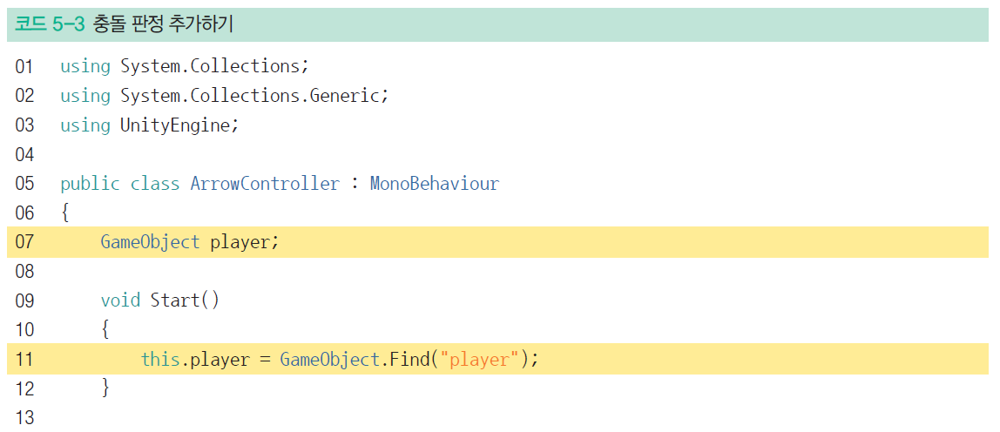 코드 5-3 충돌 판정 추가하기
01 using System.Collections;
02 using System.Collections.Generic;
03 using UnityEngine;
04
05 public class ArrowController : MonoBehaviour
06 {
07     GameObject player;
08
09     void Start()
10     {
11         this.player = GameObject.Find("player");
12     }
13